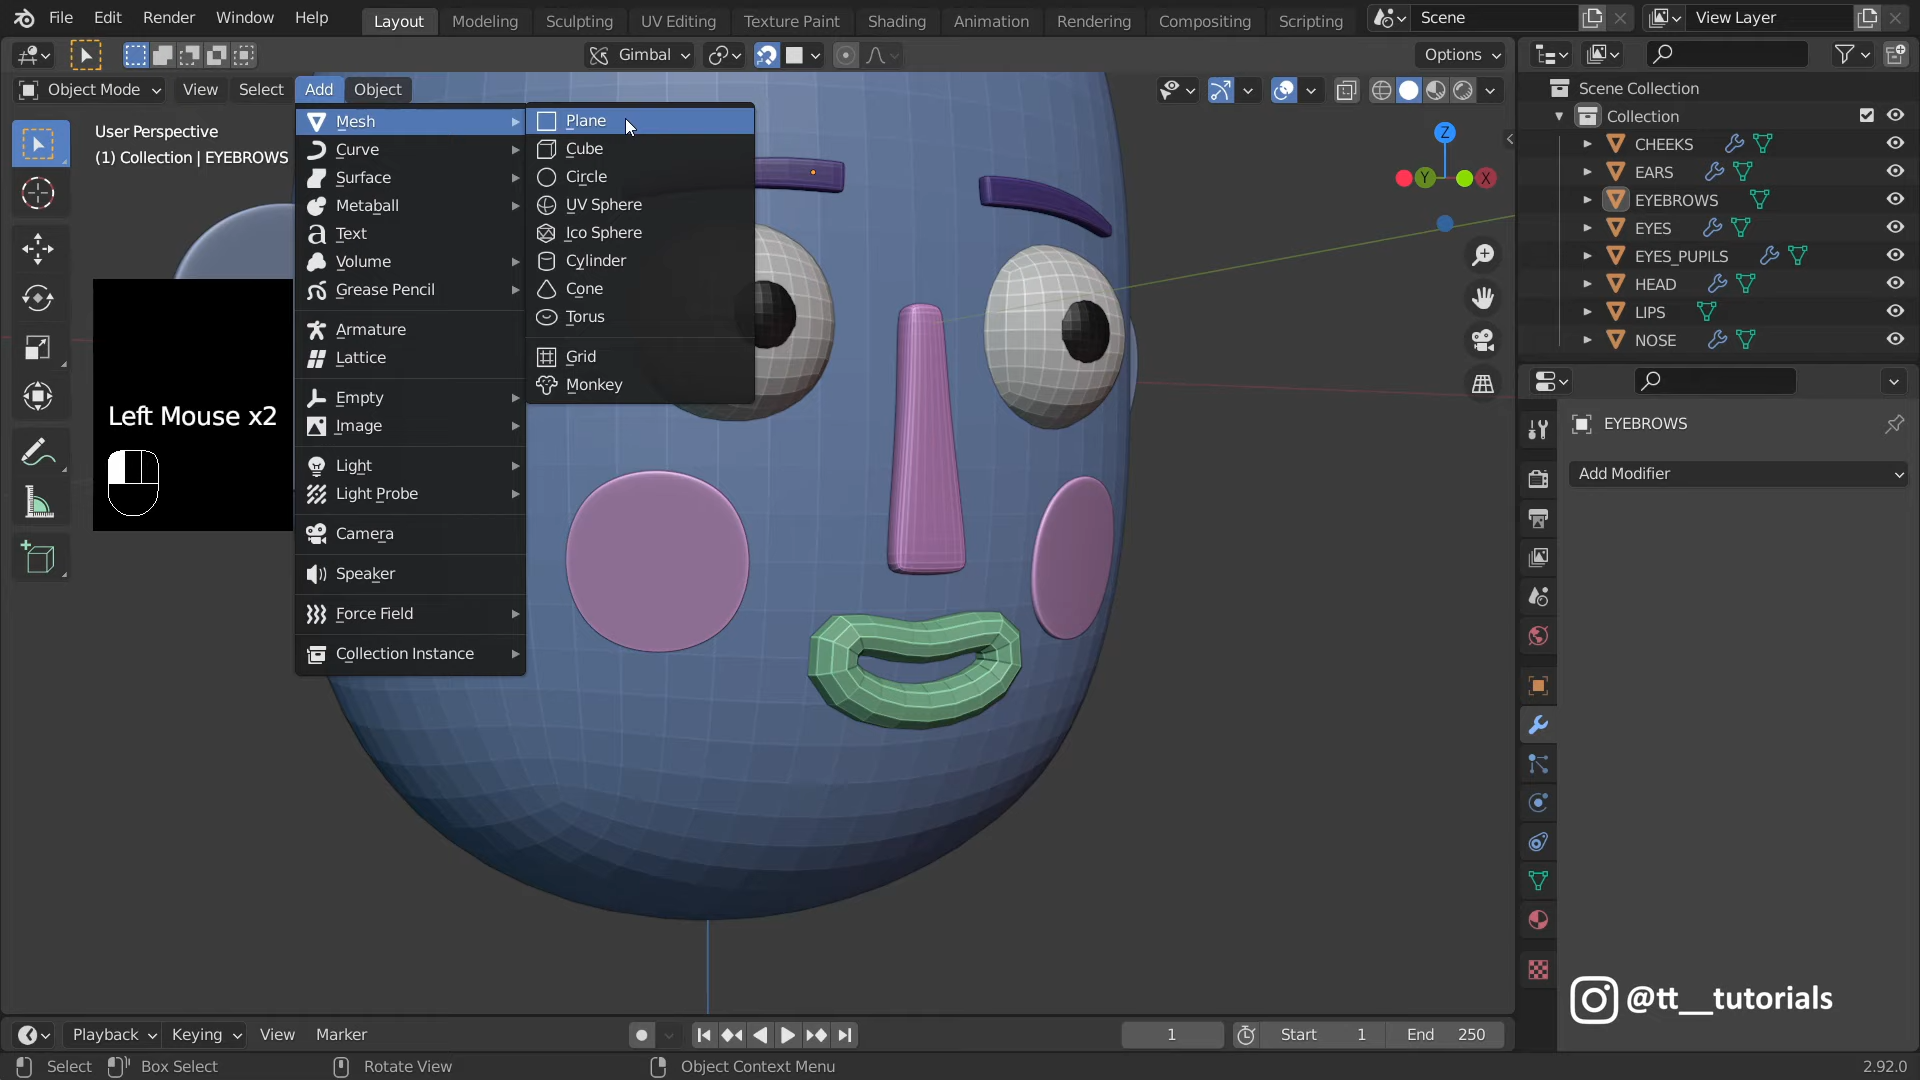 File Edit Render Window Help Layout Modeling Sculpting UV Editing Texture Paint Shading Animation Rendering Compositing Scripting Scene View Layer
Gimbal Options
Object Mode View Select Add Object
User Perspective
(1) Collection | EYEBROWS
Mesh
Curve
Surface
Metaball
Text
Volume
Grease Pencil
Armature
Lattice
Empty
Image
Light
Light Probe
Camera
Speaker
Force Field
Collection Instance
Plane
Cube
Circle
UV Sphere
Ico Sphere
Cylinder
Cone
Torus
Grid
Monkey
Left Mouse x2
Z
Y
X
Scene Collection
Collection
CHEEKS
EARS
EYEBROWS
EYES
EYES_PUPILS
HEAD
LIPS
NOSE
EYEBROWS
Add Modifier
@tt__tutorials
Playback Keying View Marker 1 Start 1 End 250
Select Box Select Rotate View Object Context Menu 2.92.0